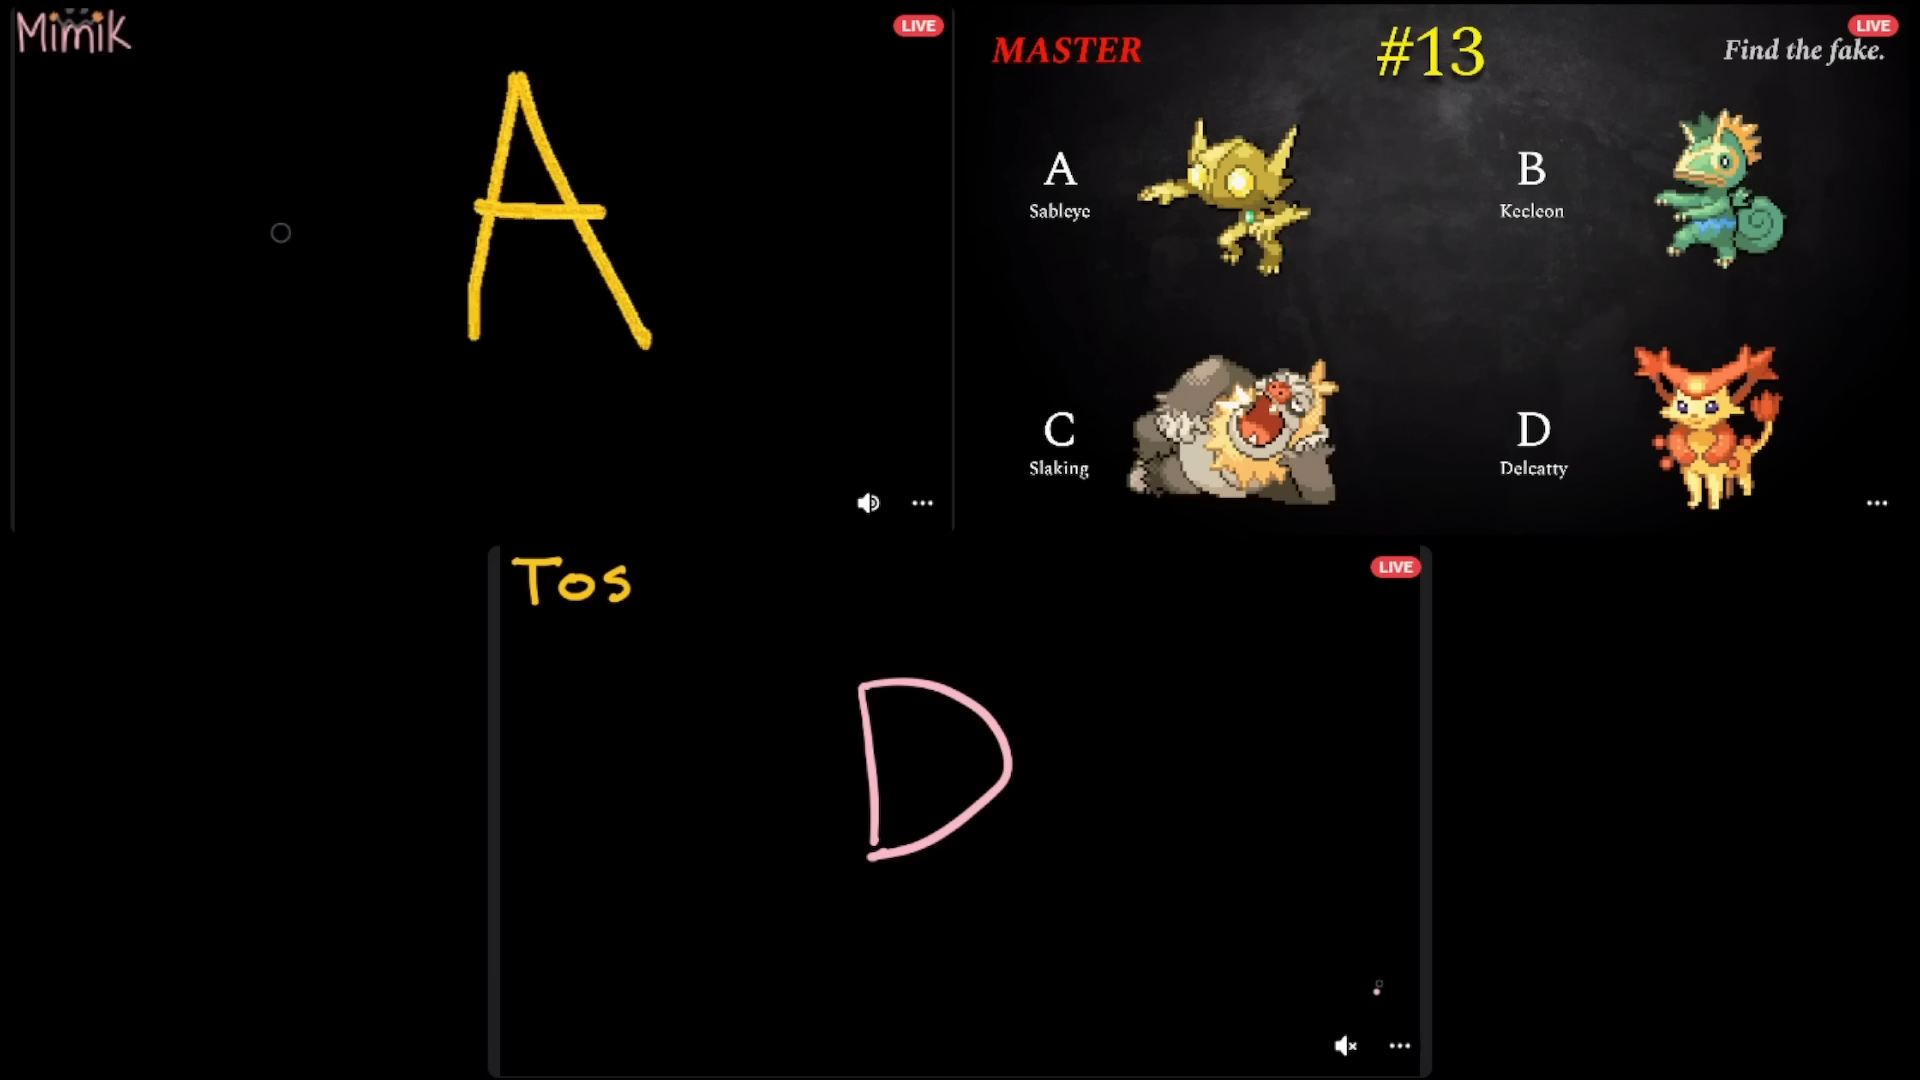 Mimik
LIVE
A
MASTER
#13
LIVE
Find the fake.
A
Sableye
B
Kecleon
C
Slaking
D
Delcatty
Tos
LIVE
D